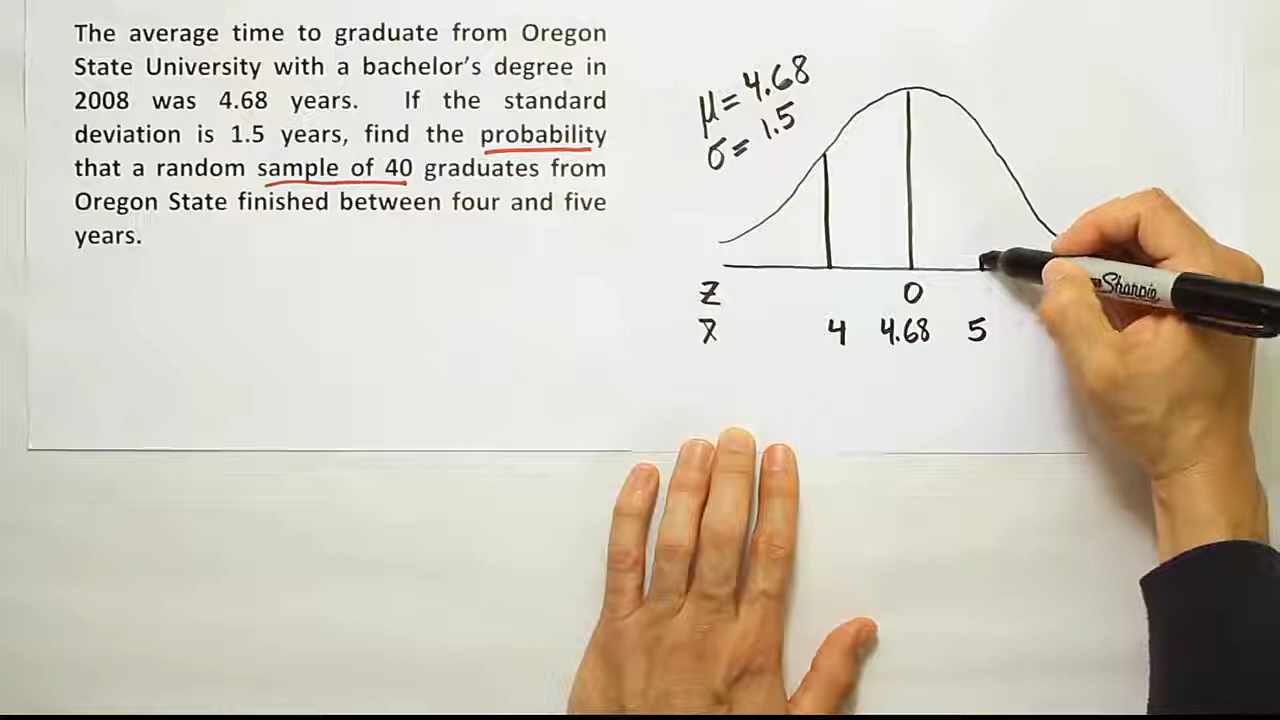 The average time to graduate from Oregon
State University with a bachelor's degree in
2008 was 4.68 years. If the standard
deviation is 1.5 years, find the probability
that a random sample of 40 graduates from
Oregon State finished between four and five
years.
μ = 4.68
σ = 1.5
Z 0
x̄ 4 4.68 5
Sharpie